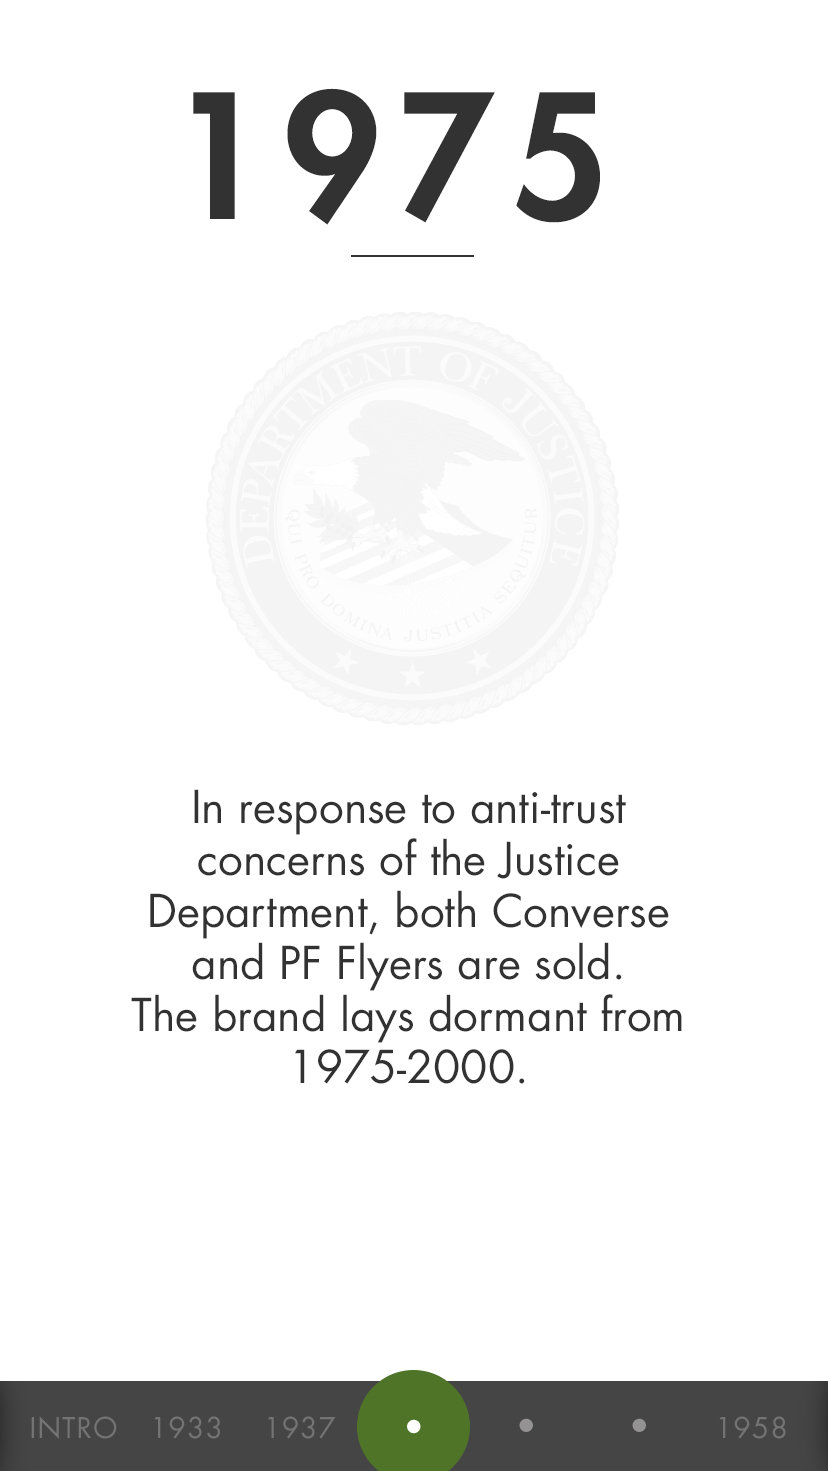 1975
DEPARTMENT OF JUSTICE
QUI PRO DOMINA JUSTITIA SEQUITUR
In response to anti-trust
concerns of the Justice
Department, both Converse
and PF Flyers are sold.
The brand lays dormant from
1975-2000.
INTRO 1933 1937 1958